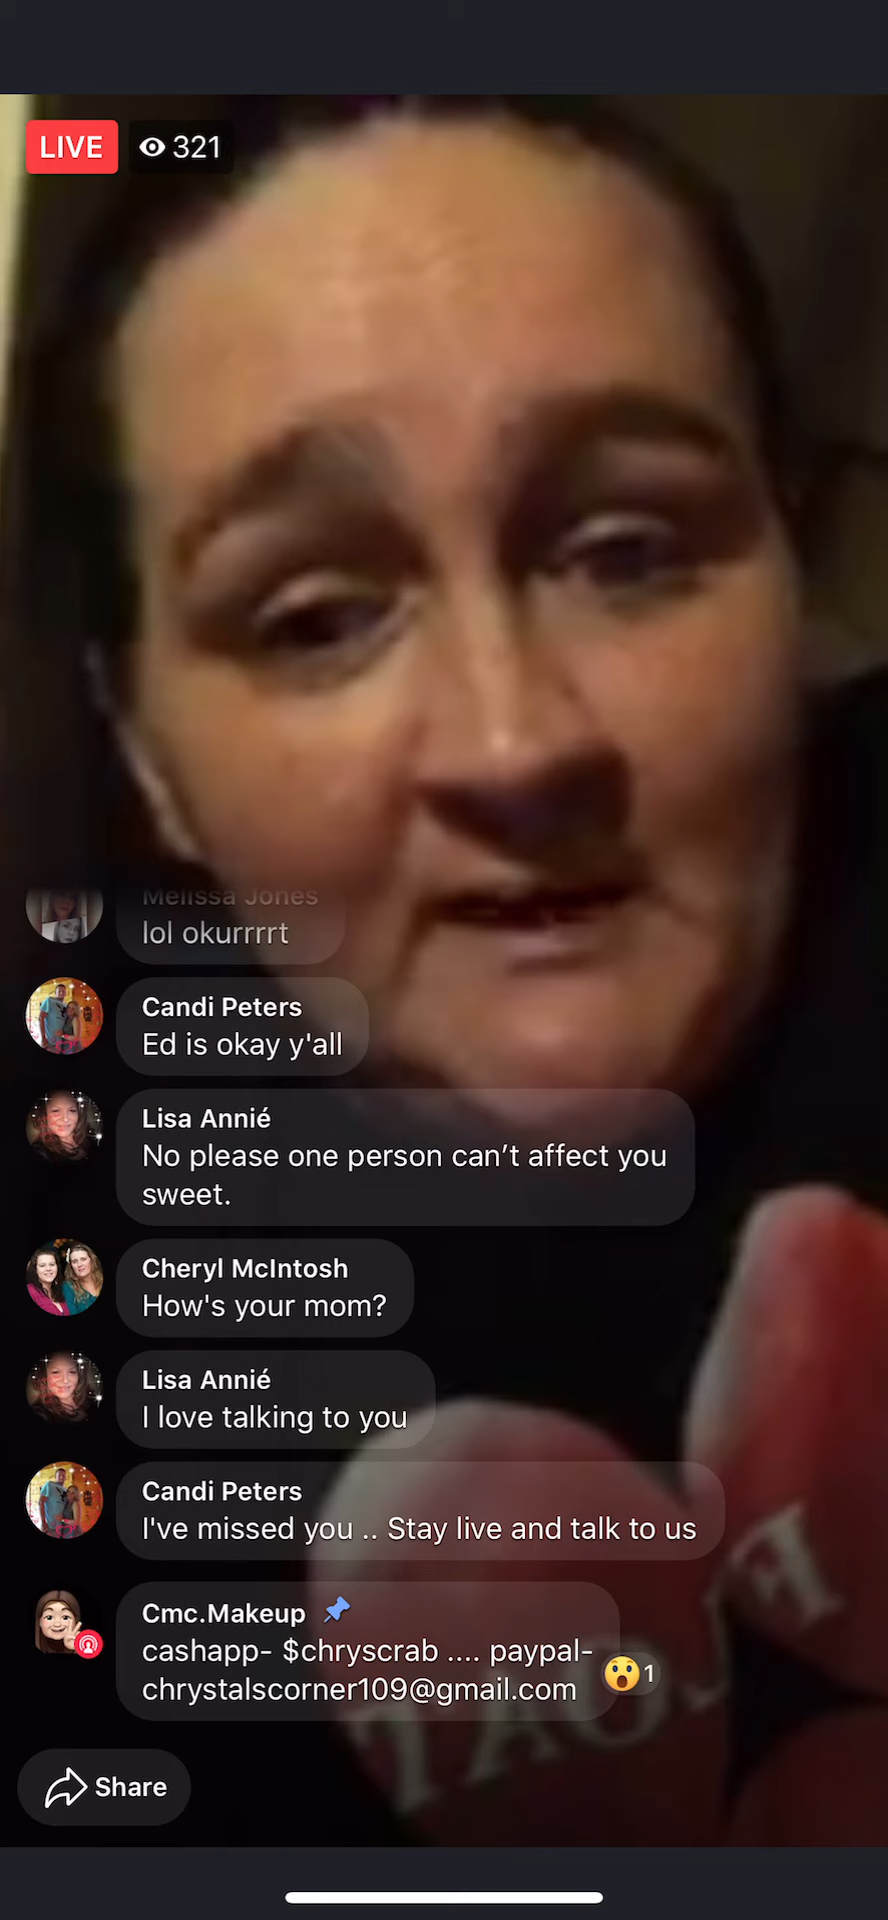 LIVE 321
Melissa Jones
lol okurrrrt
Candi Peters
Ed is okay y'all
Lisa Annié
No please one person can’t affect you
sweet.
Cheryl McIntosh
How's your mom?
Lisa Annié
I love talking to you
Candi Peters
I've missed you .. Stay live and talk to us
Cmc.Makeup
cashapp- $chryscrab .... paypal-
chrystalscorner109@gmail.com
1
Share